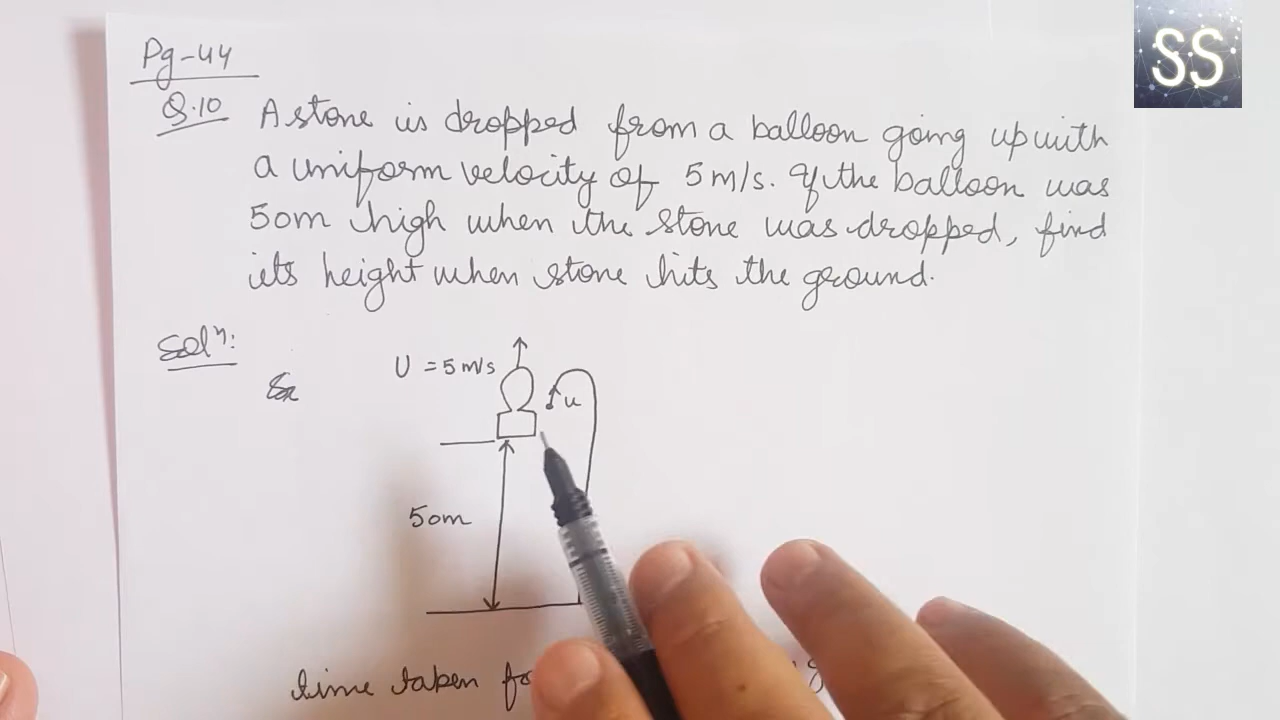 SS
Pg-44
Q.10 A stone is dropped from a balloon going up with
a uniform velocity of 5 m/s. If the balloon was
50m high when the stone was dropped, find
its height when stone hits the ground.
Solⁿ:
U = 5 m/s
u
50m
time taken